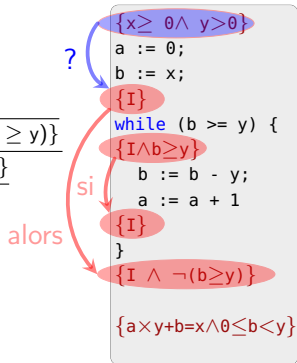 {x≥ 0∧ y>0}
?
a := 0;
b := x;
{I}
≥ y)}
while (b >= y) {
}
{I∧b≥y}
si
b := b - y;
a := a + 1
alors
{I}
}
{I ∧ ¬(b≥y)}
{a×y+b=x∧0≤b<y}